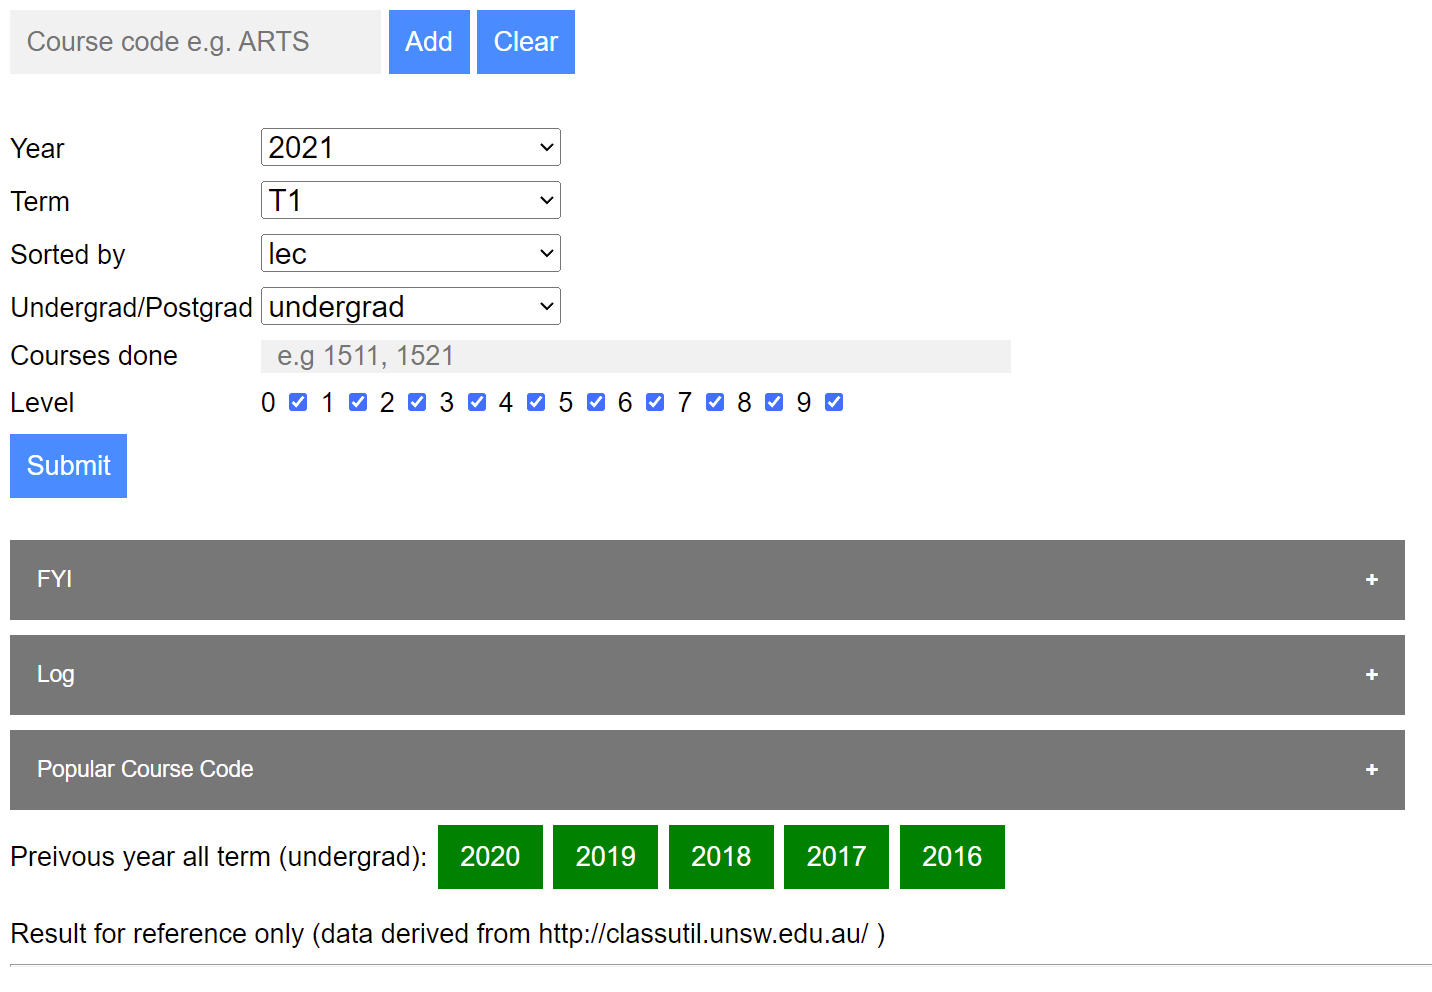 Course code e.g. ARTS Add Clear
Year 2021
Term T1
Sorted by lec
Undergrad/Postgrad undergrad
Courses done e.g 1511, 1521
Level 0 1 2 3 4 5 6 7 8 9
Submit
FYI +
Log +
Popular Course Code +
Preivous year all term (undergrad): 2020 2019 2018 2017 2016
Result for reference only (data derived from http://classutil.unsw.edu.au/ )